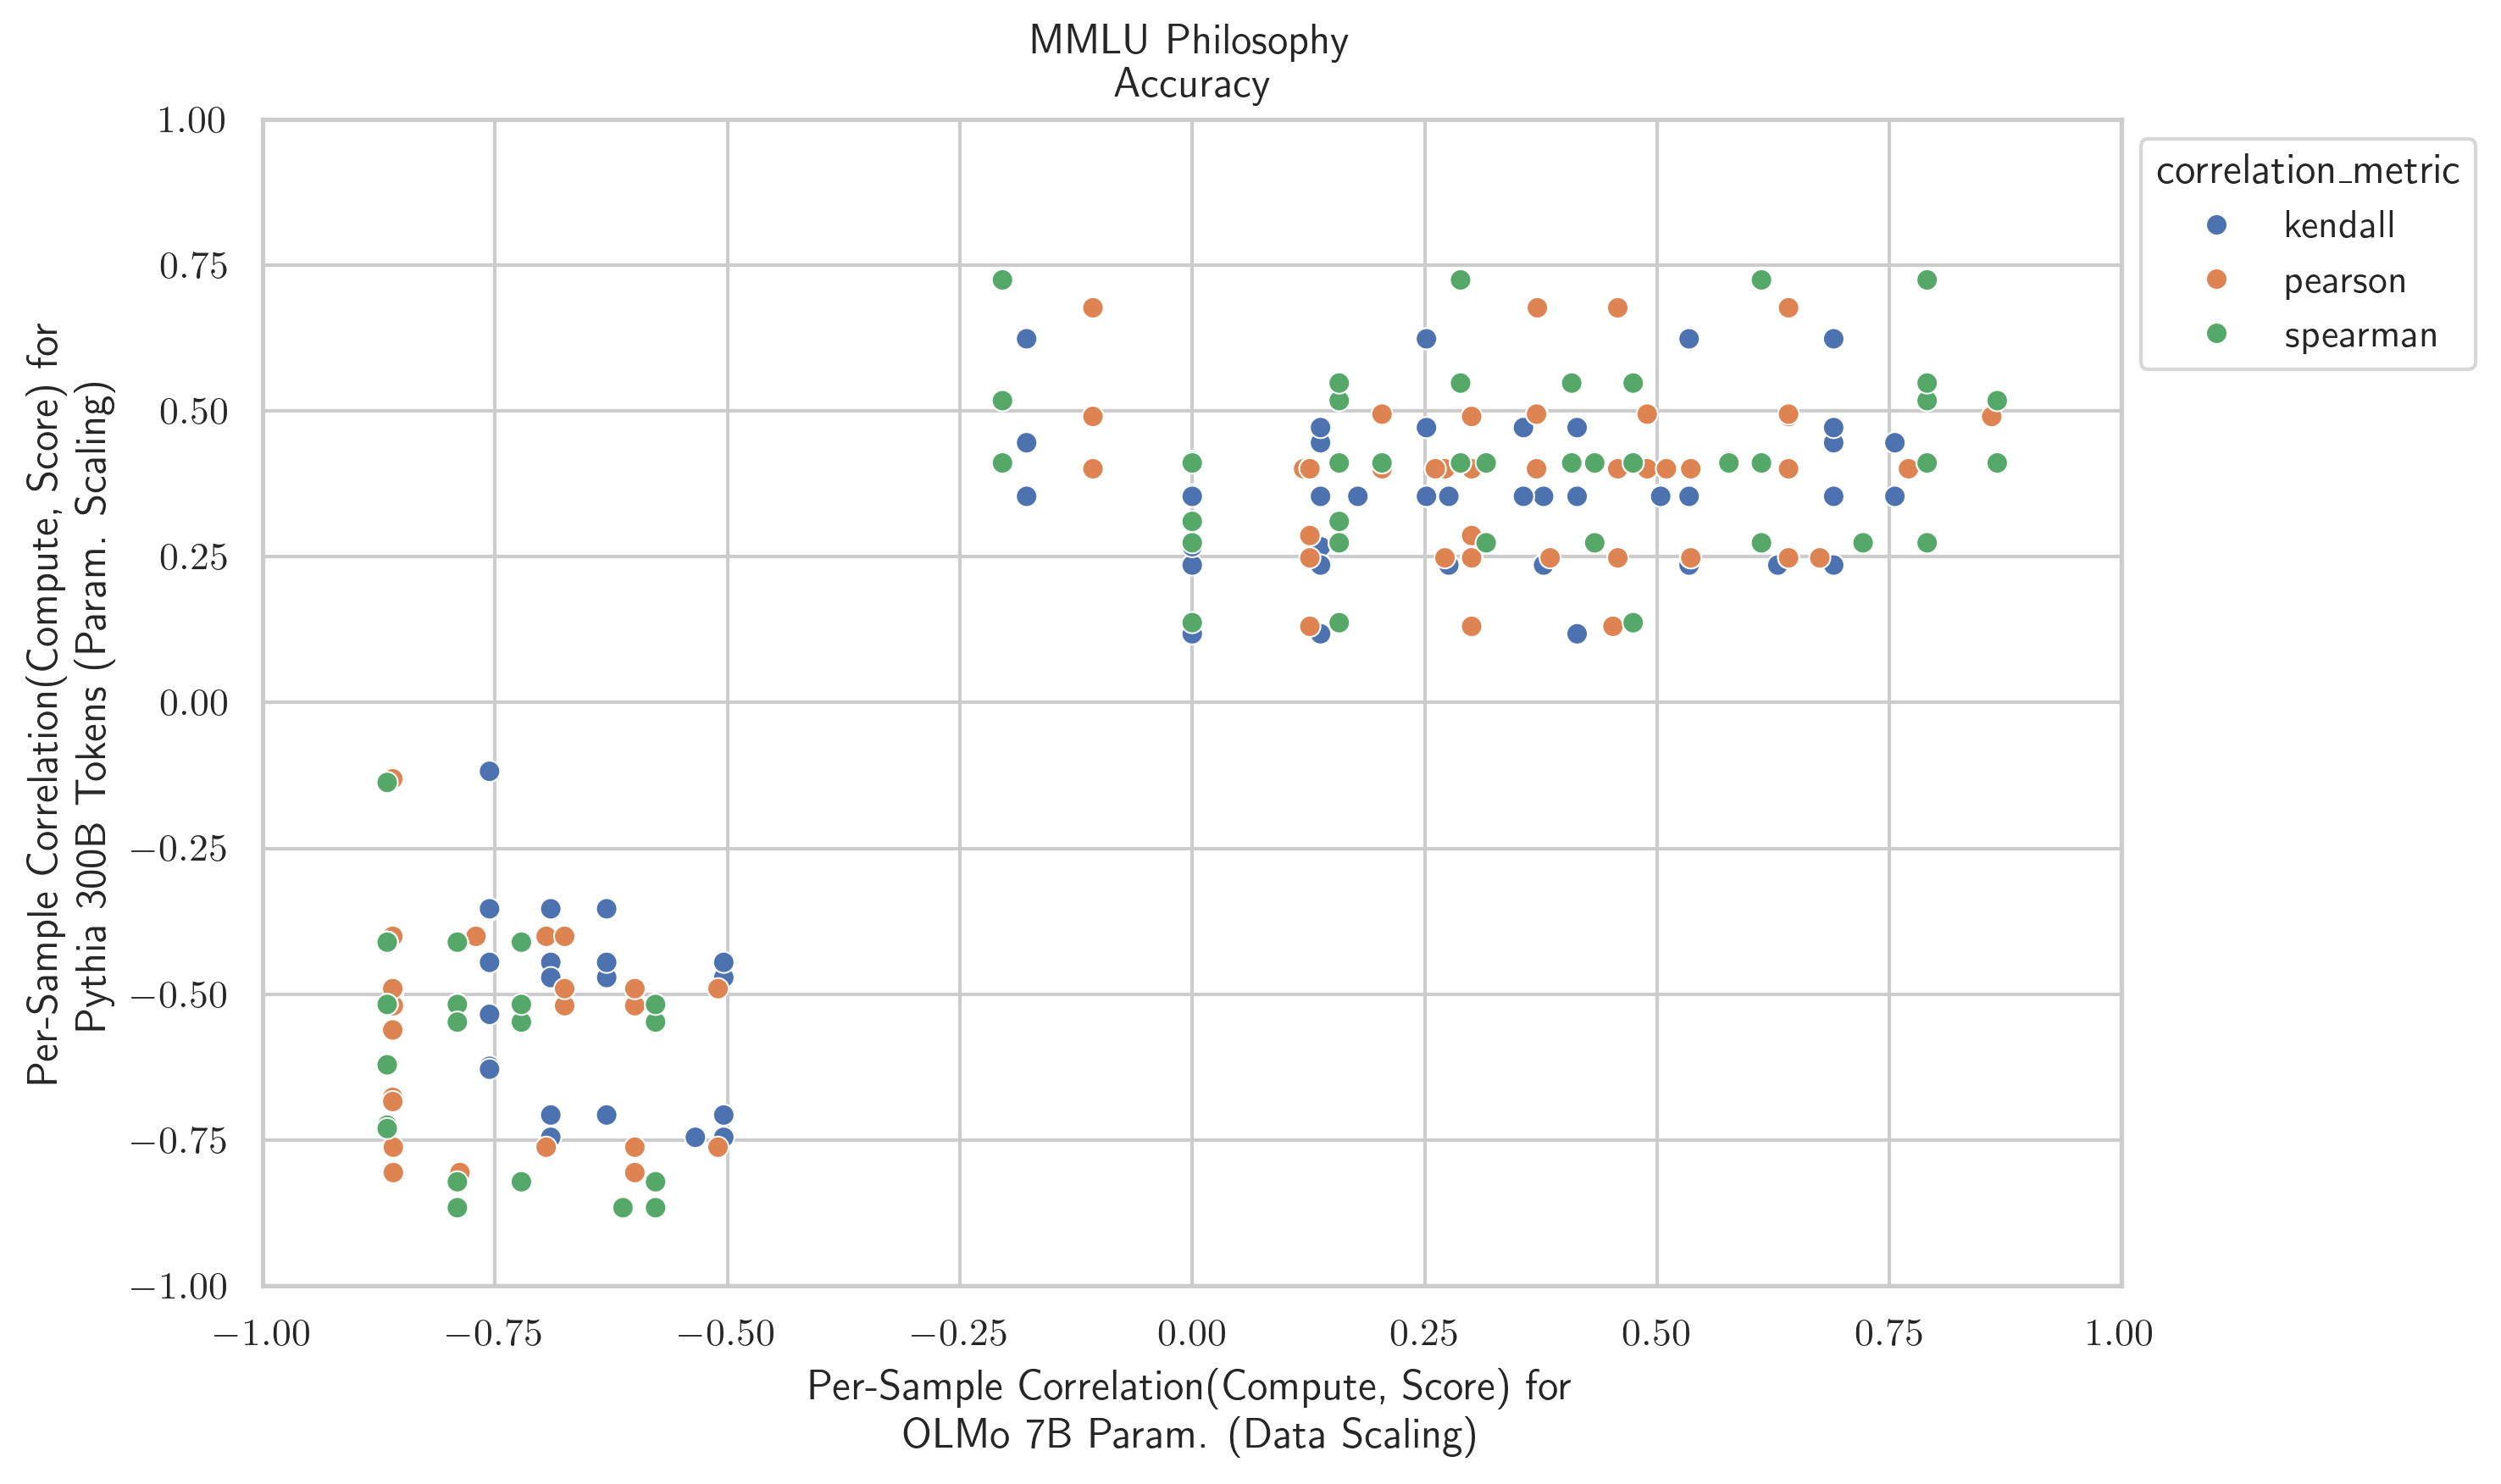 MMLU Philosophy
Accuracy
1.00
0.75
0.50
0.25
0.00
−0.25
−0.50
−0.75
−1.00
Per-Sample Correlation(Compute, Score) for
Pythia 300B Tokens (Param. Scaling)
−1.00
−0.75
−0.50
−0.25
0.00
0.25
0.50
0.75
1.00
Per-Sample Correlation(Compute, Score) for
OLMo 7B Param. (Data Scaling)
correlation_metric
kendall
pearson
spearman